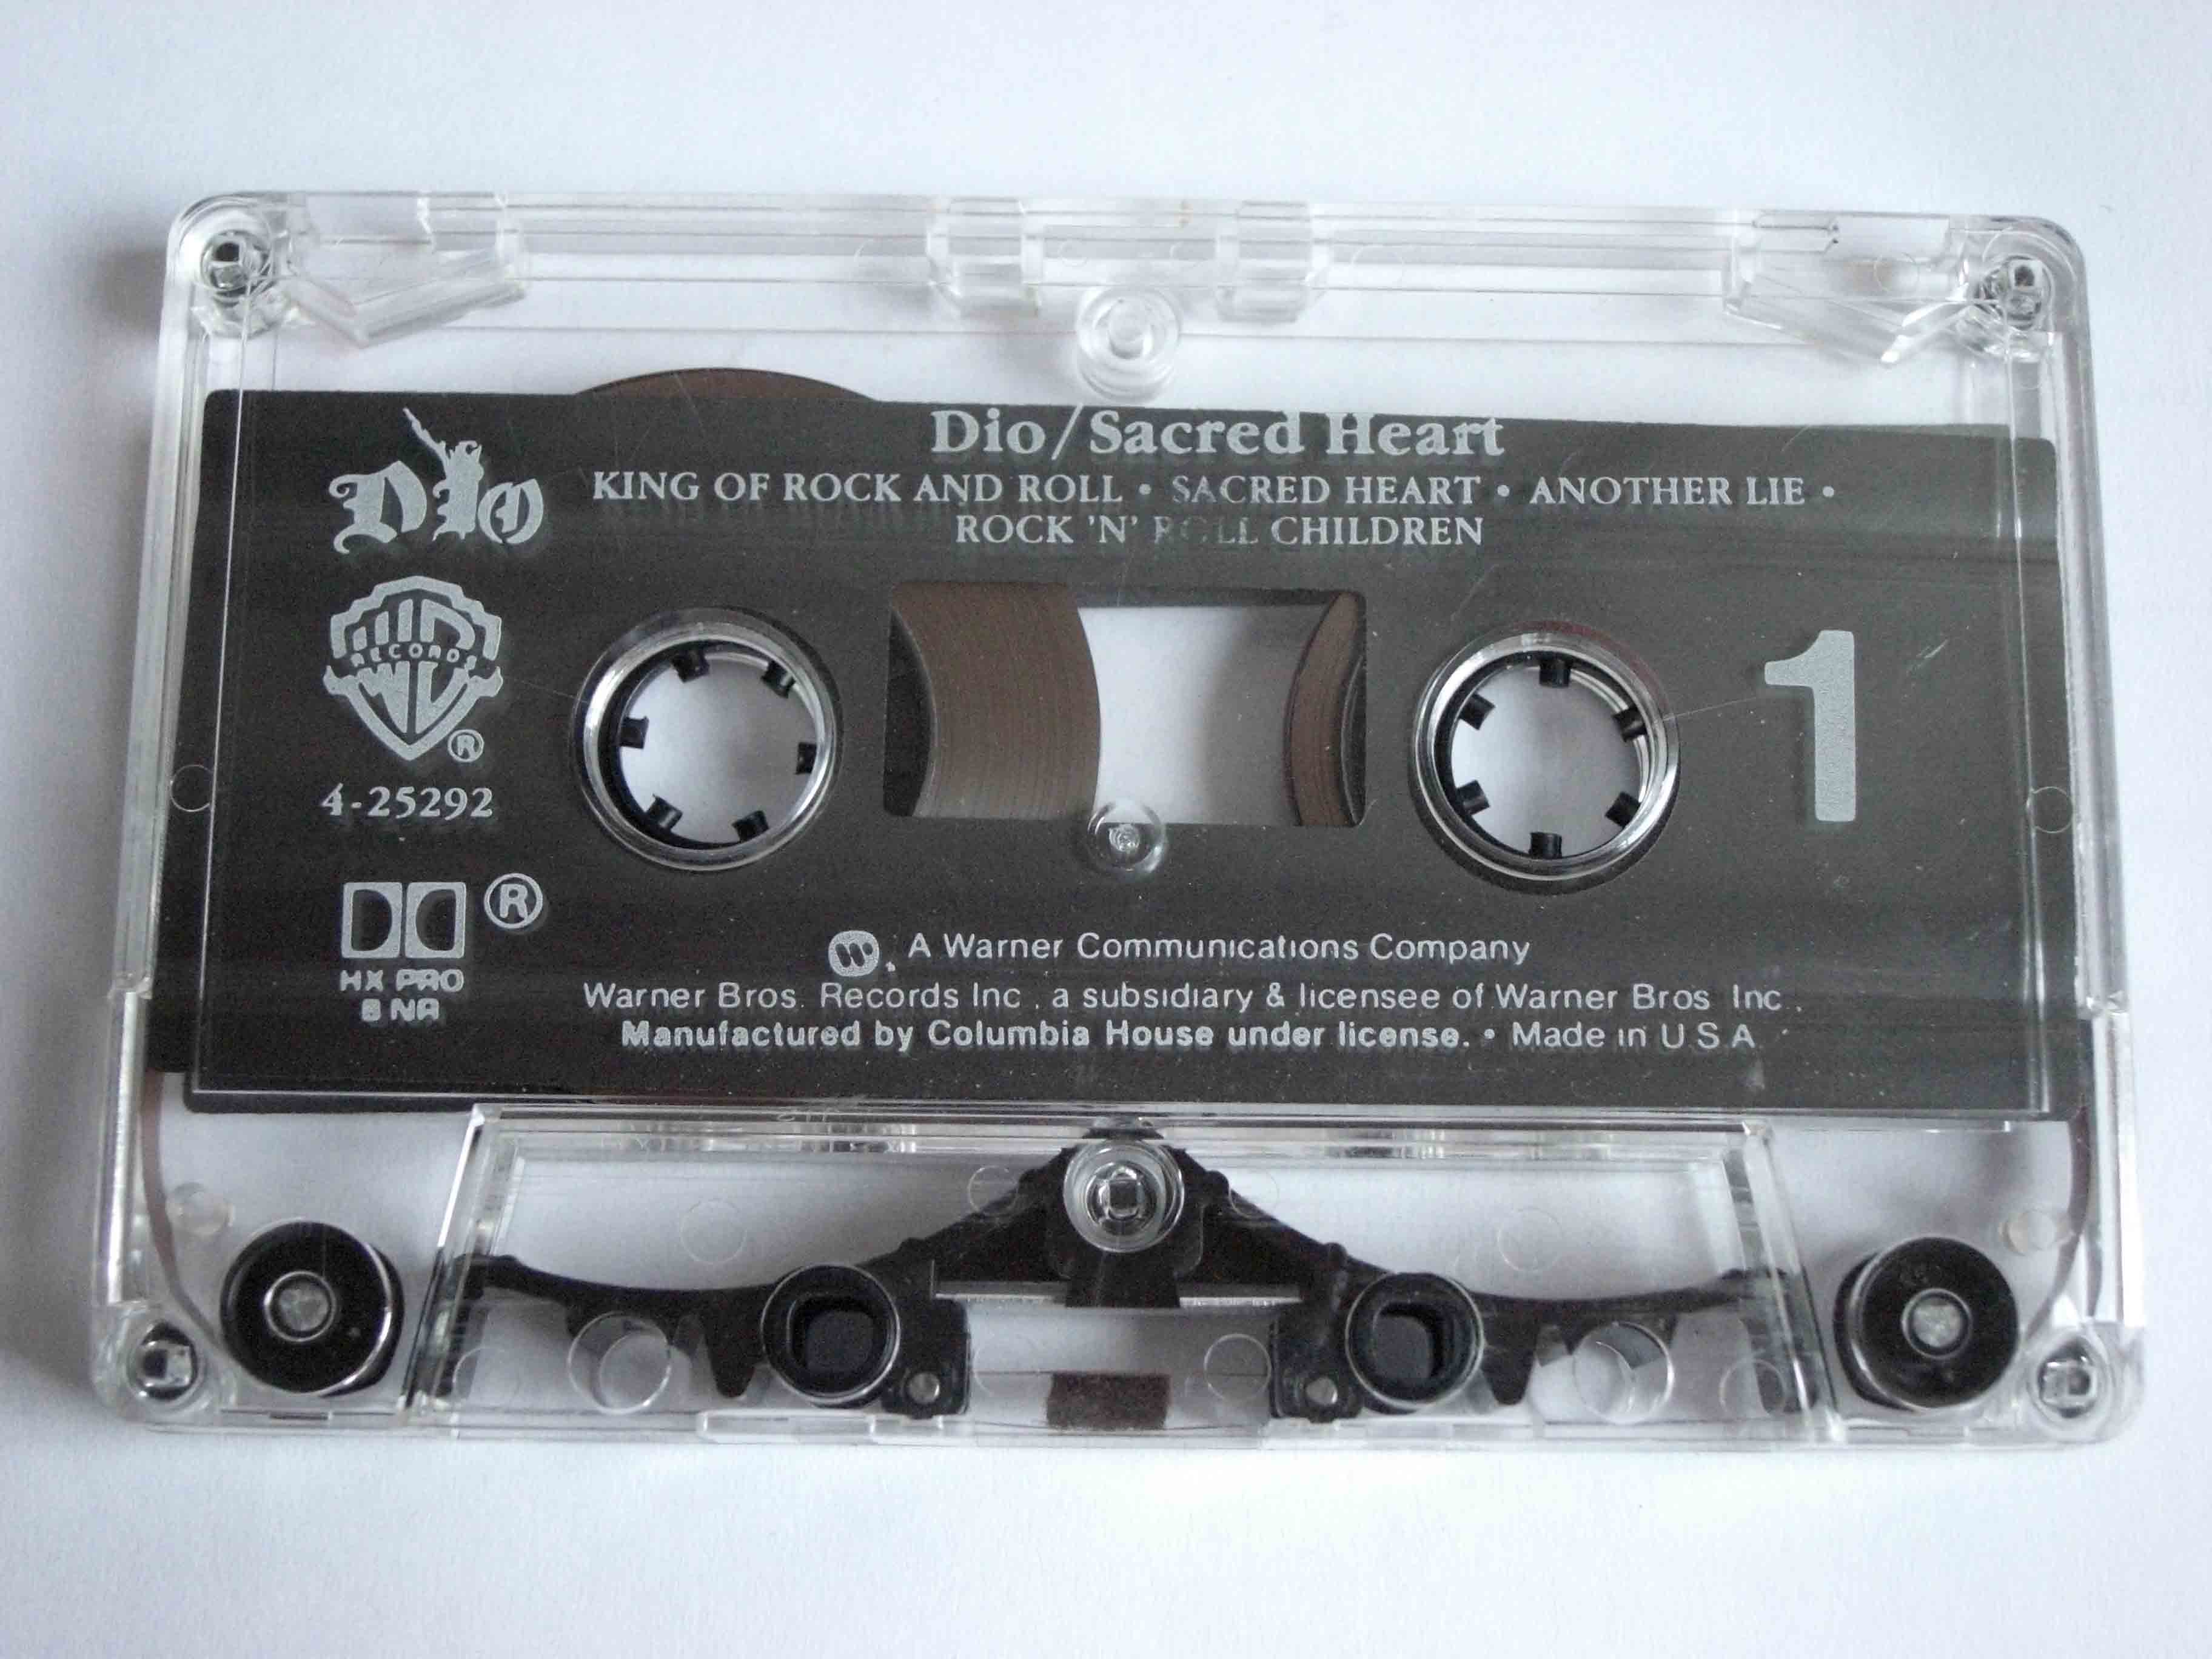 Dio/Sacred Heart
DIO
KING OF ROCK AND ROLL • SACRED HEART • ANOTHER LIE •
ROCK 'N' ROLL CHILDREN
RECORDS
®
1
4-25292
®
HX PRO
B NR
A Warner Communications Company
Warner Bros. Records Inc., a subsidiary & licensee of Warner Bros. Inc.,
Manufactured by Columbia House under license. • Made in U.S.A.